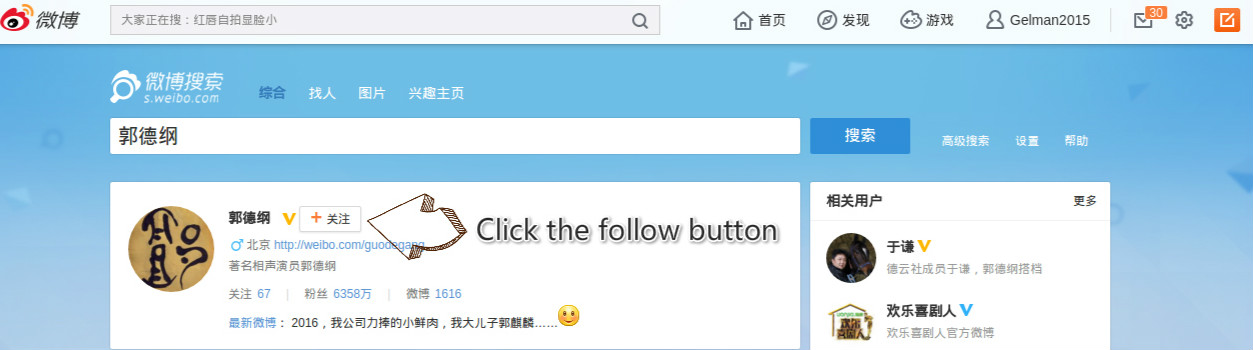 微博
大家正在搜：红唇自拍显脸小
首页
发现
游戏
Gelman2015
30
微博搜索
s.weibo.com
综合 找人 图片 兴趣主页
郭德纲
搜索
高级搜索 设置 帮助
郭德纲
+ 关注
Click the follow button
北京 http://weibo.com/guodegang
著名相声演员郭德纲
关注 67 | 粉丝 6358万 | 微博 1616
最新微博： 2016，我公司力捧的小鲜肉，我大儿子郭麒麟……
相关用户 更多
于谦
德云社成员于谦，郭德纲搭档
欢乐喜剧人
欢乐喜剧人官方微博